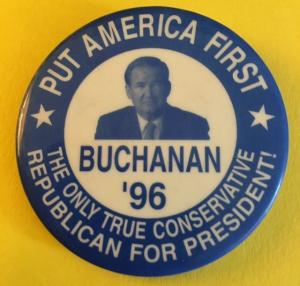 PUT AMERICA FIRST
BUCHANAN
'96
THE ONLY TRUE CONSERVATIVE
REPUBLICAN FOR PRESIDENT!